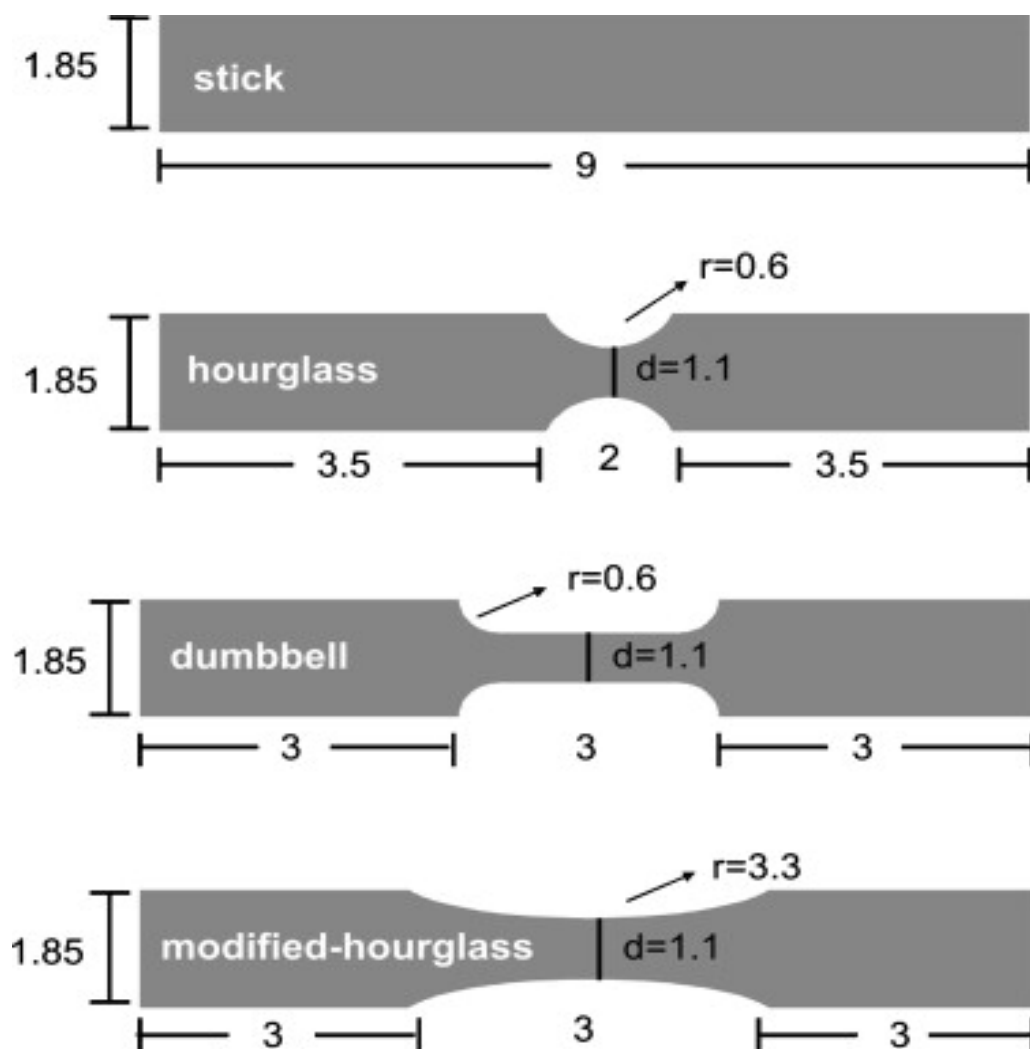 1.85
stick
9
r=0.6
1.85
hourglass
d=1.1
3.5
2
3.5
r=0.6
1.85
dumbbell
d=1.1
3
3
3
r=3.3
1.85
modified-hourglass
d=1.1
3
3
3